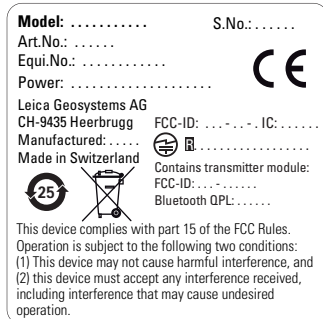 Model: ...........
S.No.: ......
Art.No.: ......
Equi.No.: ............
Power: .....................
CE
Leica Geosystems AG
CH-9435 Heerbrugg
FCC-ID: ...-..-. IC: ......
Manufactured: .....
R ..................
Made in Switzerland
Contains transmitter module:
FCC-ID: ...-......
25
Bluetooth QPL: ......
This device complies with part 15 of the FCC Rules.
Operation is subject to the following two conditions:
(1) This device may not cause harmful interference, and
(2) this device must accept any interference received,
including interference that may cause undesired
operation.